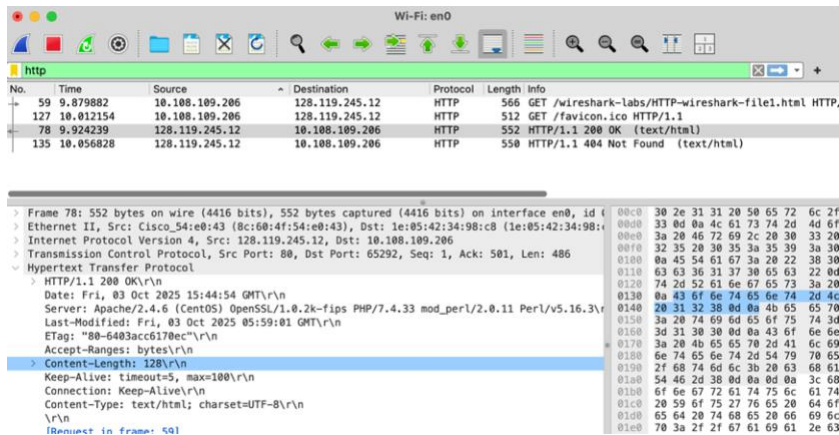 Wi-Fi: en0
http
No. Time Source Destination Protocol Length Info
59 9.879882 10.108.109.206 128.119.245.12 HTTP 566 GET /wireshark-labs/HTTP-wireshark-file1.html HTTP/
127 10.012154 10.108.109.206 128.119.245.12 HTTP 512 GET /favicon.ico HTTP/1.1
78 9.924239 128.119.245.12 10.108.109.206 HTTP 552 HTTP/1.1 200 OK (text/html)
135 10.056828 128.119.245.12 10.108.109.206 HTTP 550 HTTP/1.1 404 Not Found (text/html)
Frame 78: 552 bytes on wire (4416 bits), 552 bytes captured (4416 bits) on interface en0, id
Ethernet II, Src: Cisco_54:e0:43 (8c:60:4f:54:e0:43), Dst: 1e:05:42:34:98:c8 (1e:05:42:34:98:
Internet Protocol Version 4, Src: 128.119.245.12, Dst: 10.108.109.206
Transmission Control Protocol, Src Port: 80, Dst Port: 65292, Seq: 1, Ack: 501, Len: 486
Hypertext Transfer Protocol
HTTP/1.1 200 OK\r\n
Date: Fri, 03 Oct 2025 15:44:54 GMT\r\n
Server: Apache/2.4.6 (CentOS) OpenSSL/1.0.2k-fips PHP/7.4.33 mod_perl/2.0.11 Perl/v5.16.3\
Last-Modified: Fri, 03 Oct 2025 05:59:01 GMT\r\n
ETag: "80-6403acc6170ec"\r\n
Accept-Ranges: bytes\r\n
Content-Length: 128\r\n
Keep-Alive: timeout=5, max=100\r\n
Connection: Keep-Alive\r\n
Content-Type: text/html; charset=UTF-8\r\n
\r\n
[Request in frame: 59]
00c0 30 2e 31 31 20 50 65 72 6c 2f
00d0 33 0d 0a 4c 61 73 74 2d 4d 6f
00e0 3a 20 46 72 69 2c 20 30 33 20
00f0 32 35 20 30 35 3a 35 39 3a 30
0100 0a 45 54 61 67 3a 20 22 38 30
0110 63 63 36 31 37 30 65 63 22 0d
0120 74 2d 52 61 6e 67 65 73 3a 20
0130 0a 43 6f 6e 74 65 6e 74 2d 4c
0140 20 31 32 38 0d 0a 4b 65 65 70
0150 3a 20 74 69 6d 65 6f 75 74 3d
0160 3d 31 30 30 0d 0a 43 6f 6e 6e
0170 3a 20 4b 65 65 70 2d 41 6c 69
0180 6e 74 65 6e 74 2d 54 79 70 65
0190 2f 68 74 6d 6c 3b 20 63 68 61
01a0 54 46 2d 38 0d 0a 0d 0a 3c 68
01b0 6f 6e 67 72 61 74 75 6c 61 74
01c0 20 59 6f 75 27 76 65 20 64 6f
01d0 65 64 20 74 68 65 20 66 69 6c
01e0 70 3a 2f 2f 67 61 69 61 2e 63